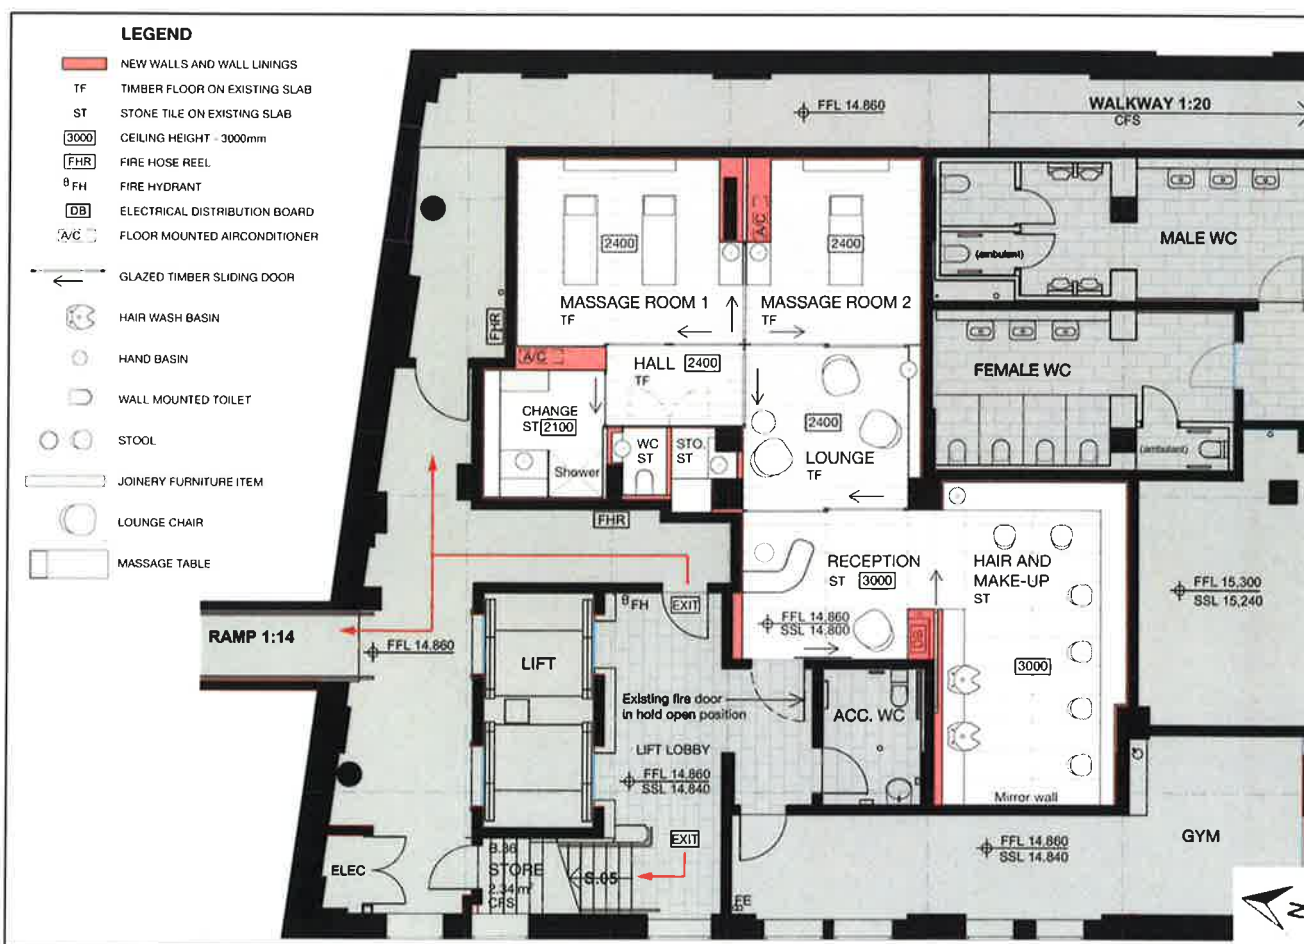 LEGEND
NEW WALLS AND WALL LININGS
TF TIMBER FLOOR ON EXISTING SLAB
ST STONE TILE ON EXISTING SLAB
3000 CEILING HEIGHT - 3000mm
FHR FIRE HOSE REEL
FH FIRE HYDRANT
DB ELECTRICAL DISTRIBUTION BOARD
A/C FLOOR MOUNTED AIRCONDITIONER
GLAZED TIMBER SLIDING DOOR
HAIR WASH BASIN
HAND BASIN
WALL MOUNTED TOILET
STOOL
JOINERY FURNITURE ITEM
LOUNGE CHAIR
MASSAGE TABLE
FFL 14.860
WALKWAY 1:20
CFS
A/C
2400
2400
MASSAGE ROOM 1
TF
MASSAGE ROOM 2
TF
MALE WC
(ambulant)
FHR
A/C
HALL 2400
TF
FEMALE WC
(ambulant)
CHANGE
ST 2100
Shower
WC
ST
STO.
ST
2400
LOUNGE
TF
FHR
RECEPTION
ST 3000
HAIR AND
MAKE-UP
ST
FFL 15,300
SSL 15,240
FH
EXIT
FFL 14.860
SSL 14.800
DB
RAMP 1:14
FFL 14.860
LIFT
3000
Existing fire door
in hold open position
ACC. WC
LIFT LOBBY
FFL 14.860
SSL 14.840
Mirror wall
EXIT
FFL 14.860
SSL 14.840
GYM
ELEC
B.36
STORE
2.34 m²
CFS
S.05
FE
N